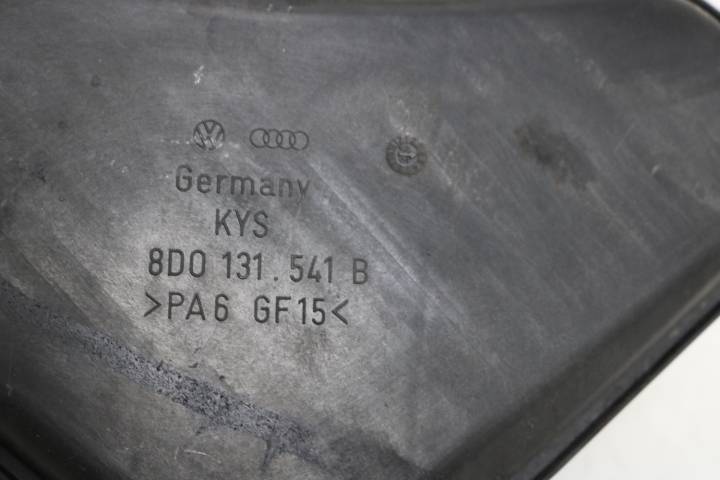 Germany
KYS
8D0 131.541 B
>PA6 GF15<